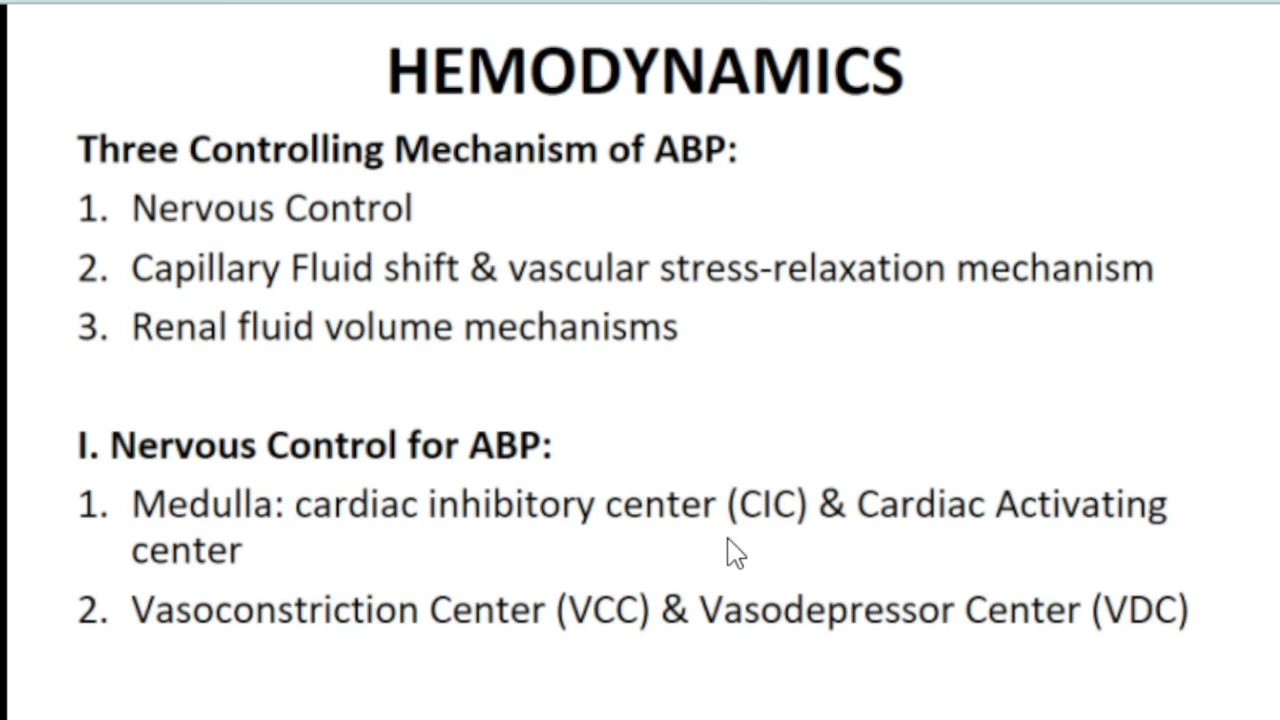 HEMODYNAMICS
Three Controlling Mechanism of ABP:
1. Nervous Control
2. Capillary Fluid shift & vascular stress-relaxation mechanism
3. Renal fluid volume mechanisms
I. Nervous Control for ABP:
1. Medulla: cardiac inhibitory center (CIC) & Cardiac Activating
center
2. Vasoconstriction Center (VCC) & Vasodepressor Center (VDC)